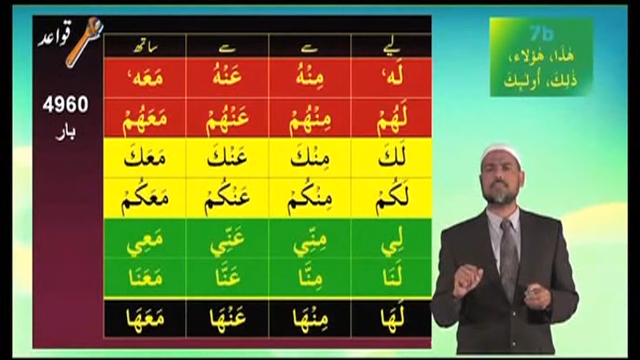 قواعد
4960
بار
لیے سے سے ساتھ
لَهٗ مِنْهُ عَنْهُ مَعَهٗ
لَهُمْ مِنْهُمْ عَنْهُمْ مَعَهُمْ
لَكَ مِنْكَ عَنْكَ مَعَكَ
لَكُمْ مِنْكُمْ عَنْكُمْ مَعَكُمْ
لِي مِنِّي عَنِّي مَعِي
لَنَا مِنَّا عَنَّا مَعَنَا
لَهَا مِنْهَا عَنْهَا مَعَهَا
7b
هٰذَا، هٰؤُلَاءِ،
ذٰلِكَ، أُولٰئِكَ